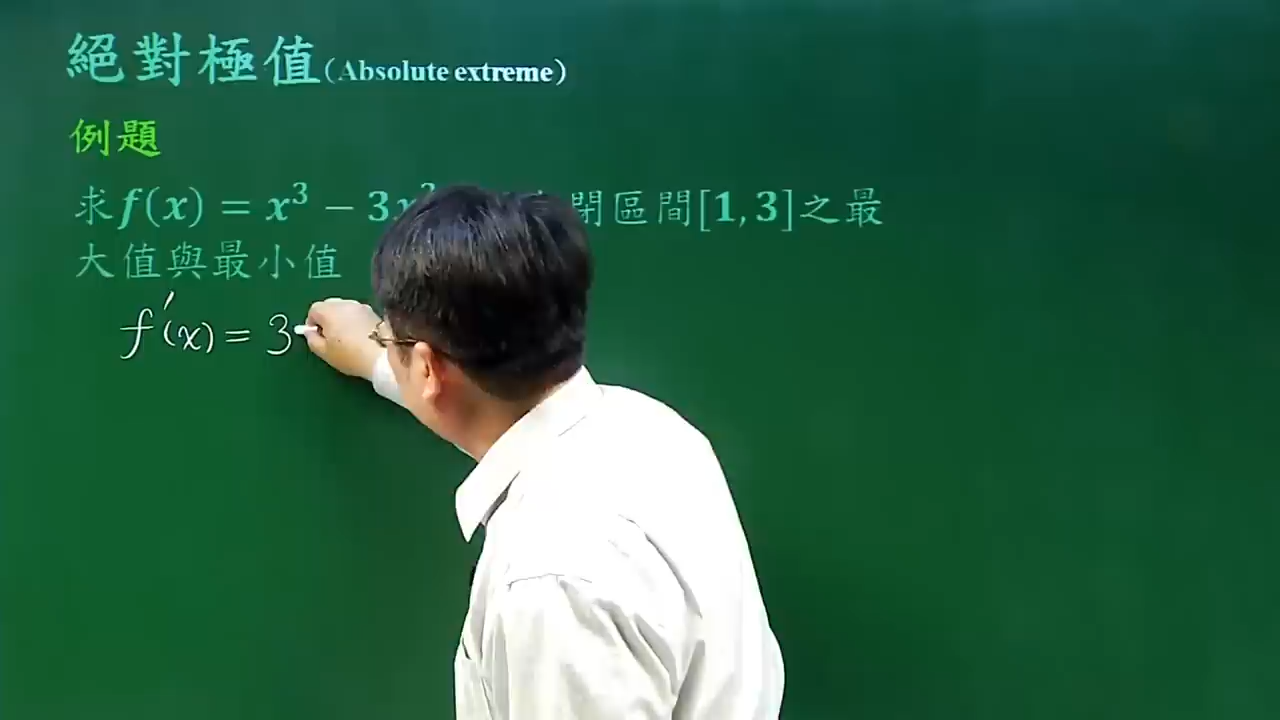 絕對極值(Absolute extreme)
例題
求f(x) = x³ − 3x² 閉區間[1,3]之最
大值與最小值
f′(x) = 3